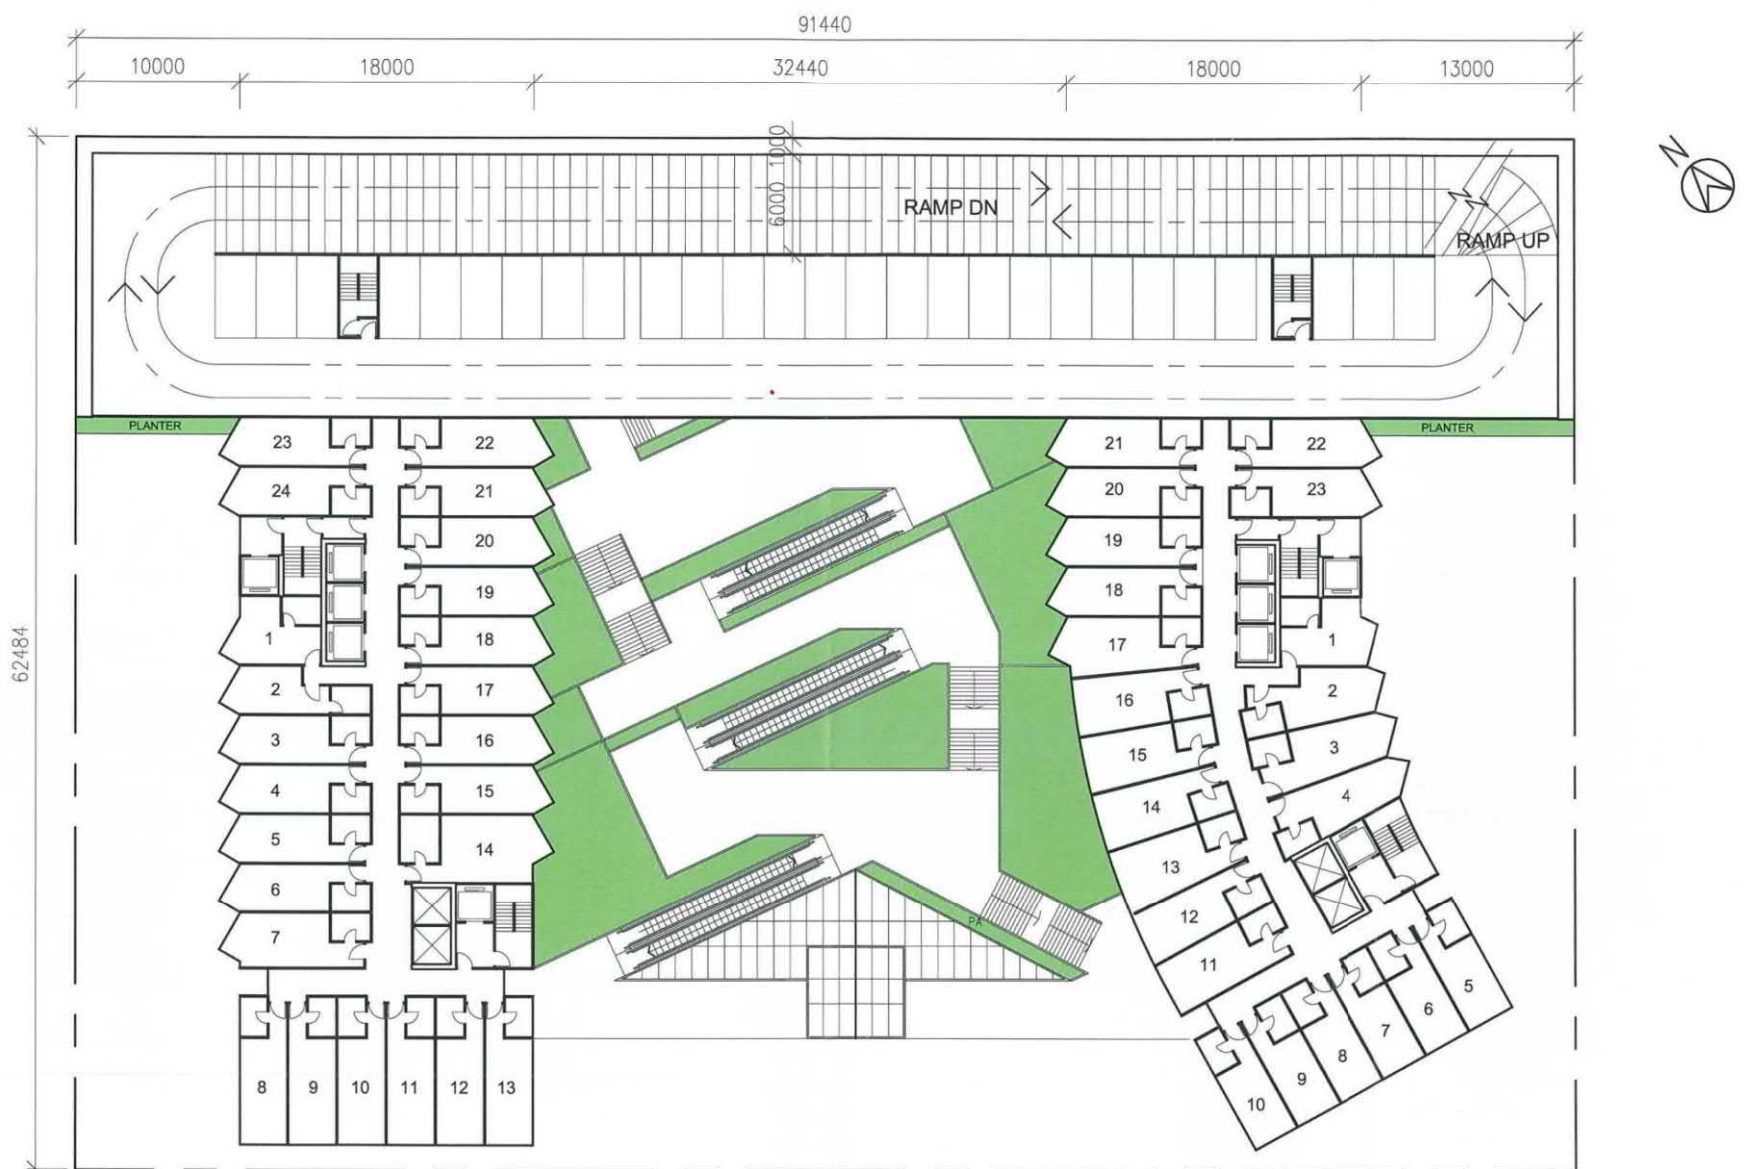 91440
10000 18000 32440 18000 13000
1000
6000
N
RAMP DN
RAMP UP
62484
PLANTER PLANTER
23 22 21 22
24 21 20 23
20 19
19 18
1 18 17 1
2 17 16 2
3 16 15 3
4 15 14 4
5 14 13
6 12
7 11
PA
8 9 10 11 12 13
10 9 8 7 6 5